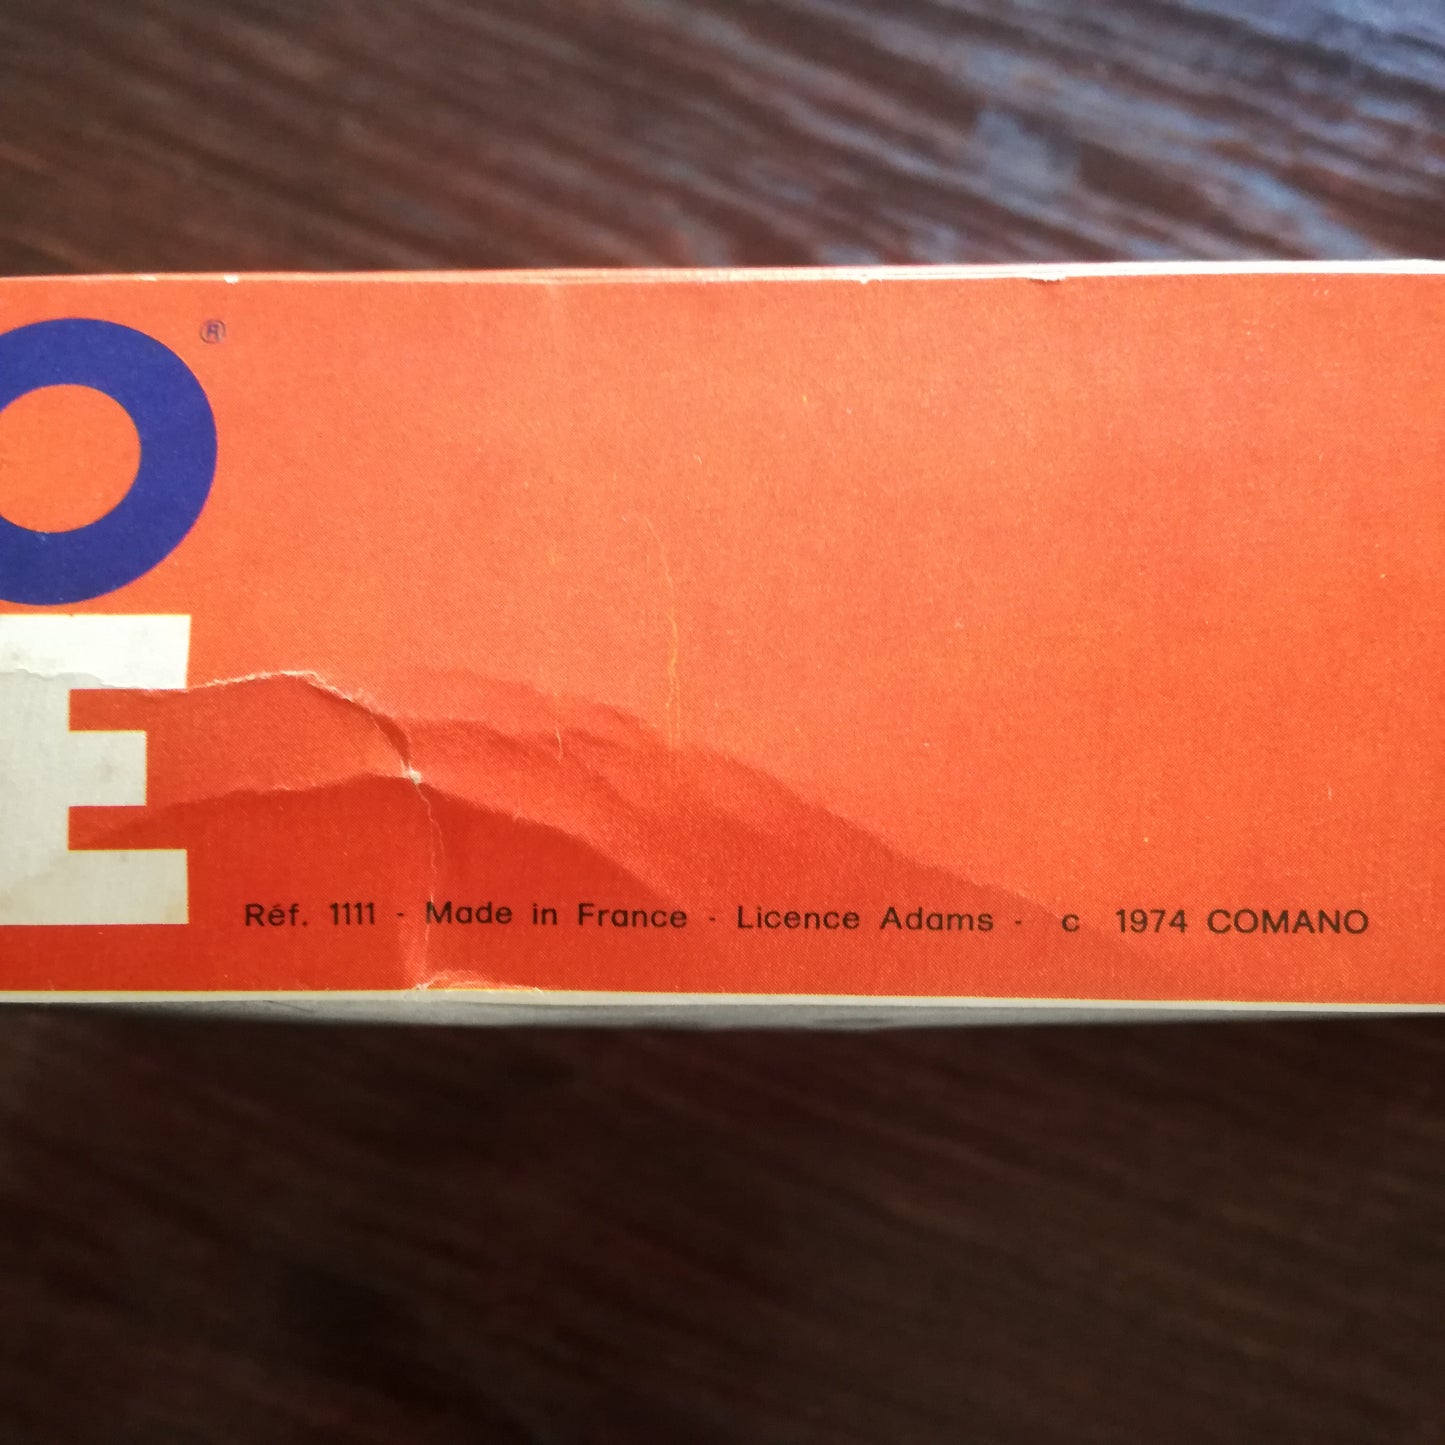 O®
E
Réf. 1111 - Made in France - Licence Adams - c 1974 COMANO